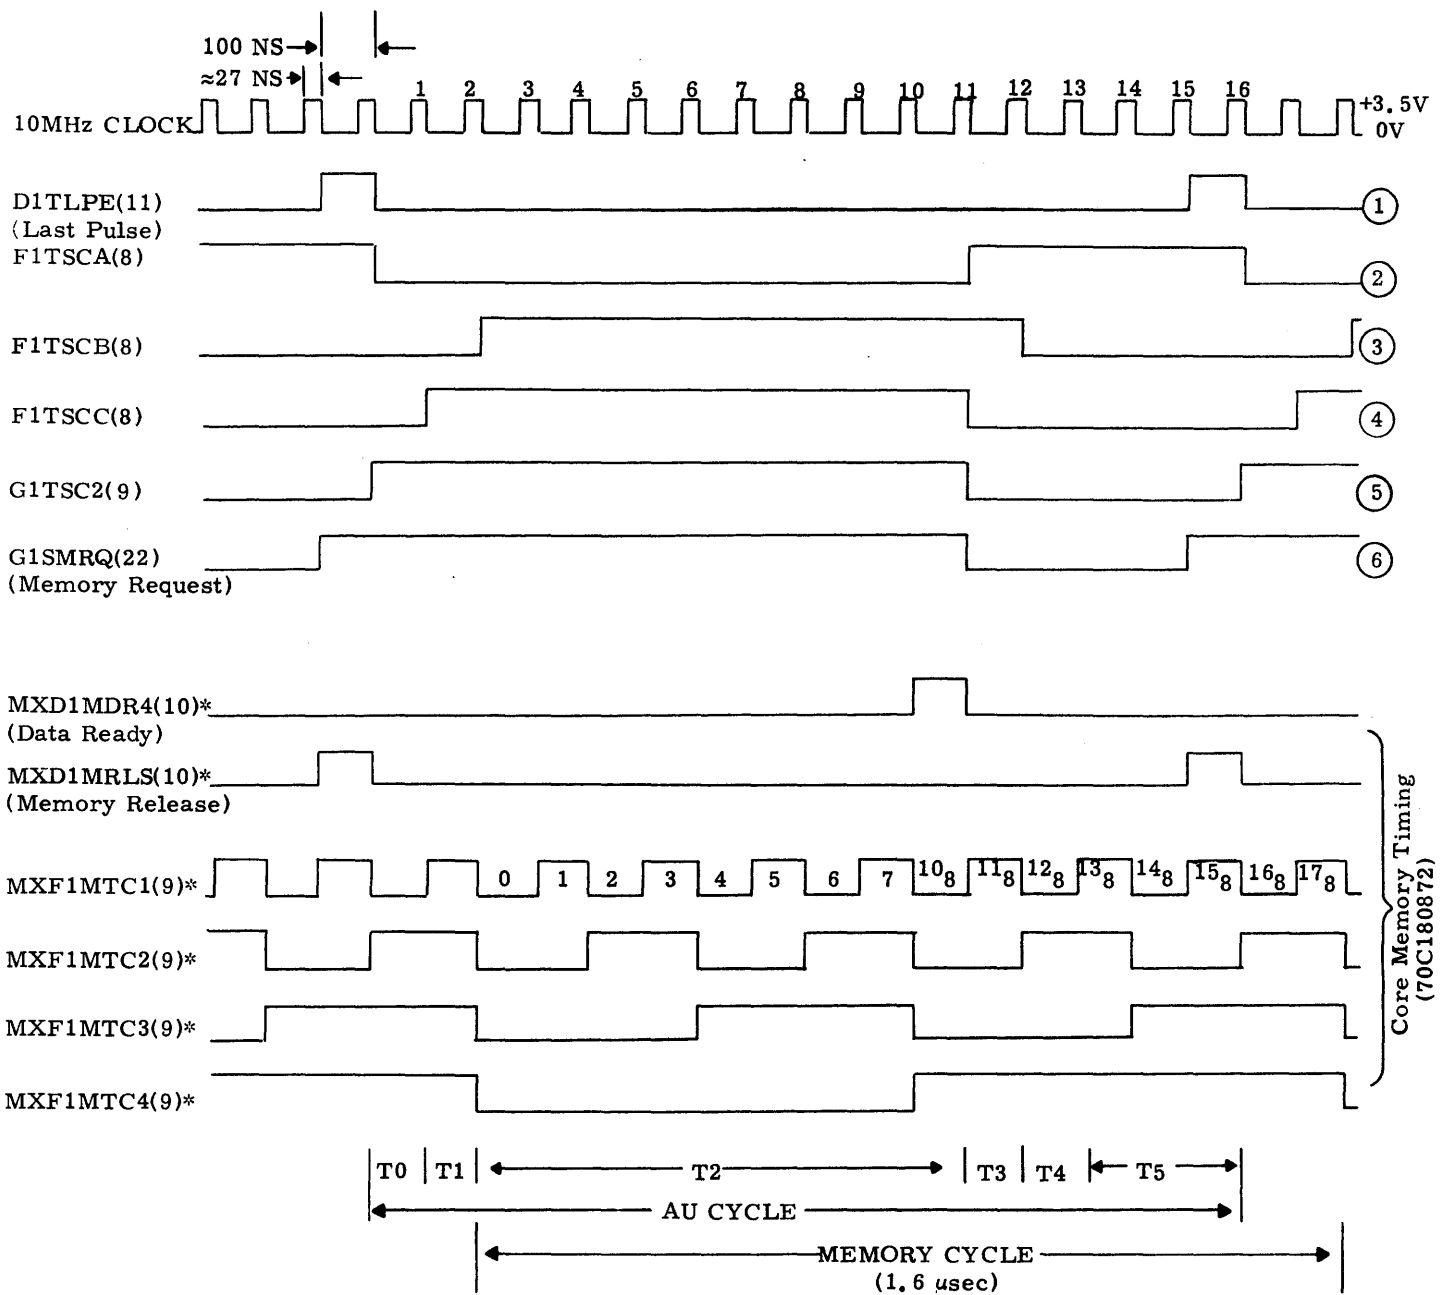 100 NS
≈27 NS
1 2 3 4 5 6 7 8 9 10 11 12 13 14 15 16
10MHz CLOCK
+3.5V
0V
D1TLPE(11)
(Last Pulse)
1
F1TSCA(8)
2
F1TSCB(8)
3
F1TSCC(8)
4
G1TSC2(9)
5
G1SMRQ(22)
(Memory Request)
6
MXD1MDR4(10)*
(Data Ready)
MXD1MRLS(10)*
(Memory Release)
MXF1MTC1(9)*
0 1 2 3 4 5 6 7 10₈ 11₈ 12₈ 13₈ 14₈ 15₈ 16₈ 17₈
MXF1MTC2(9)*
MXF1MTC3(9)*
MXF1MTC4(9)*
Core Memory Timing
(70C180872)
T0 T1 T2 T3 T4 T5
AU CYCLE
MEMORY CYCLE
(1.6 µsec)